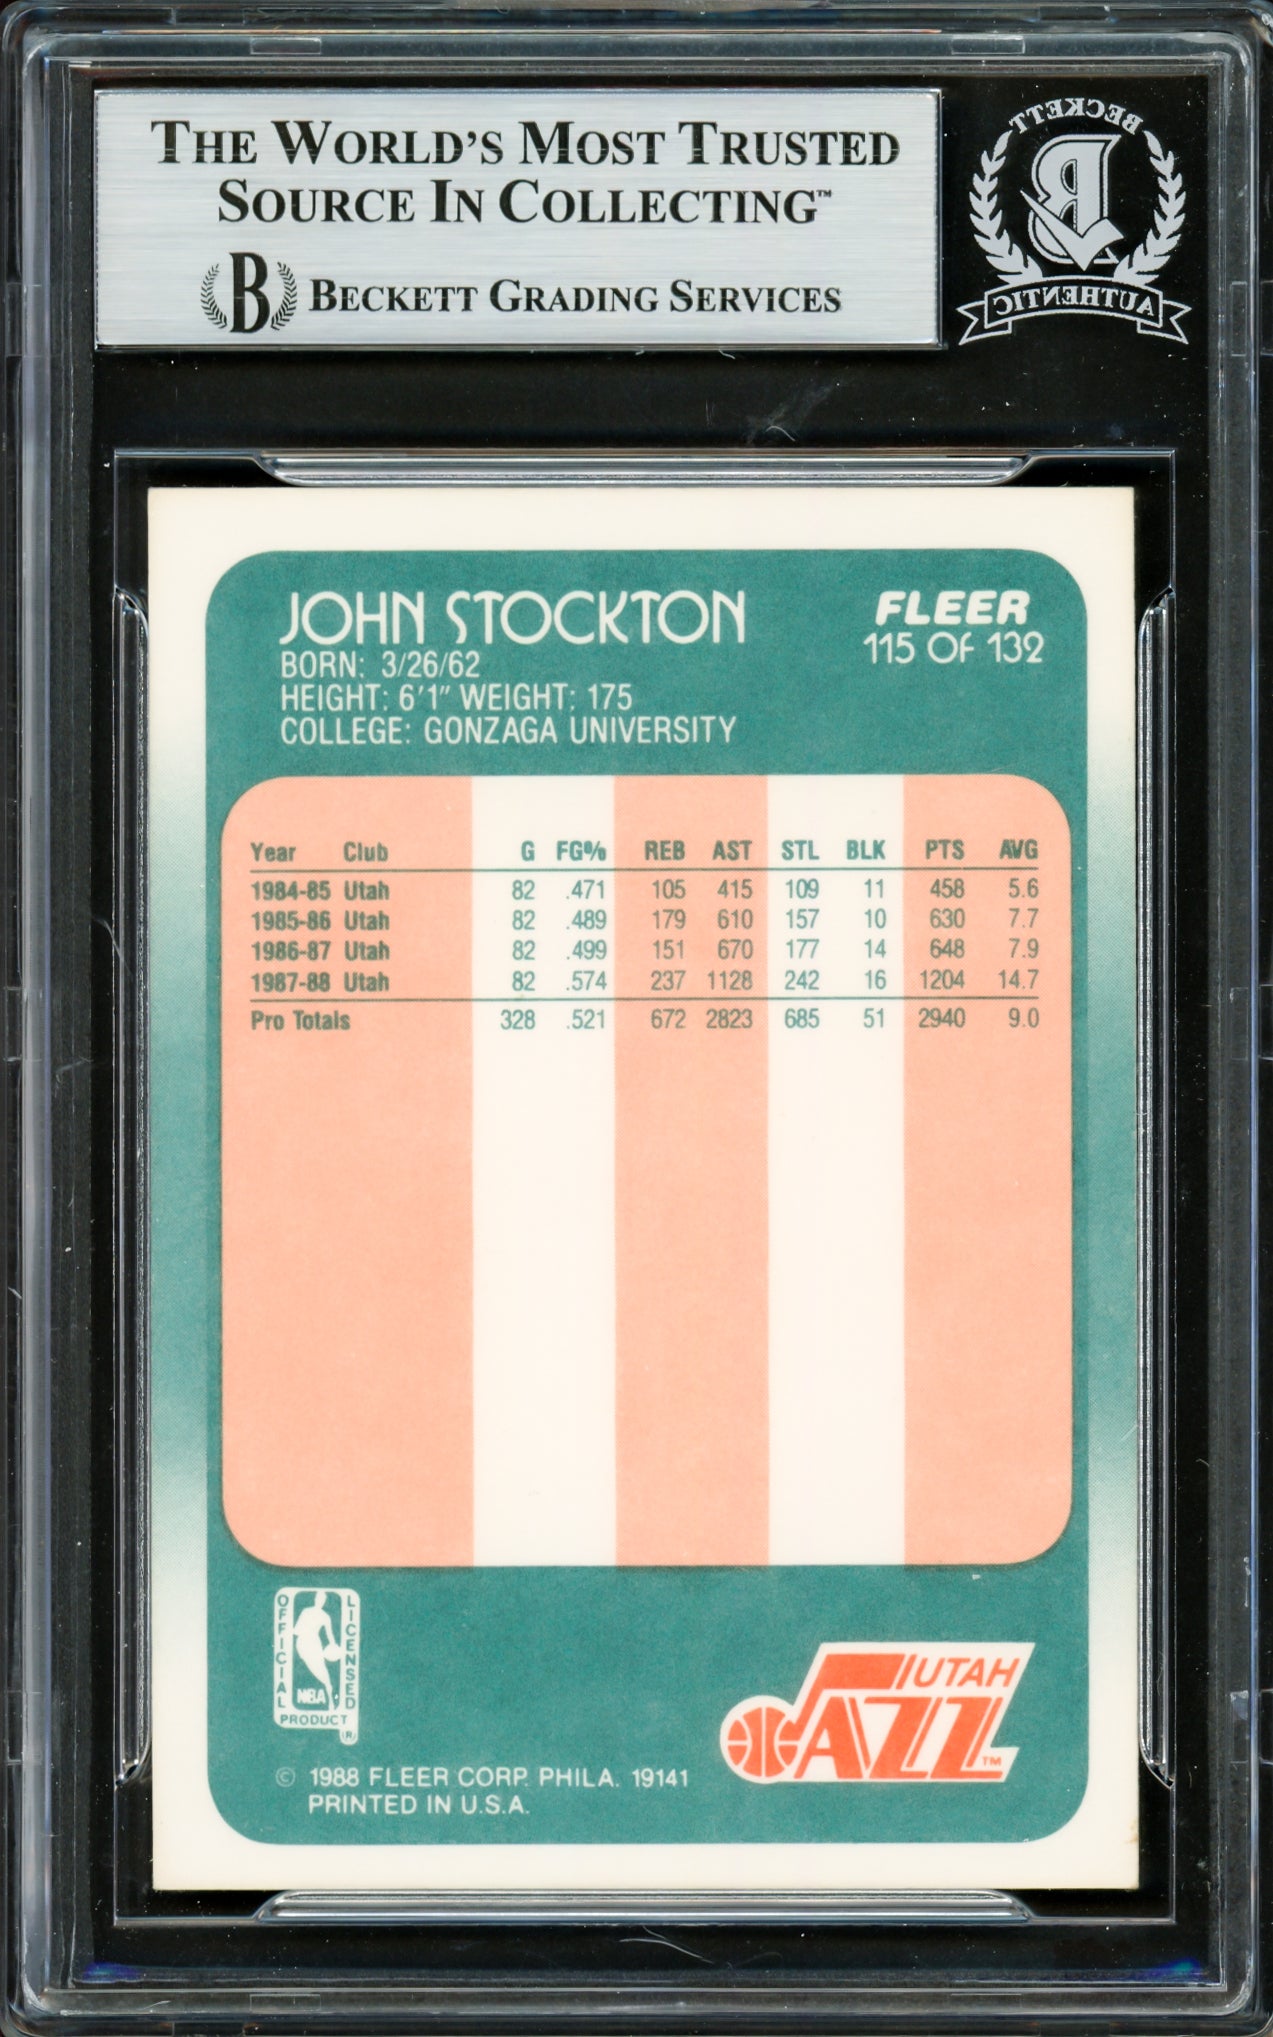 THE WORLD'S MOST TRUSTED
SOURCE IN COLLECTING™
B BECKETT GRADING SERVICES
BECKETT
B
AUTHENTIC
JOHN STOCKTON
BORN: 3/26/62
HEIGHT: 6'1" WEIGHT: 175
COLLEGE: GONZAGA UNIVERSITY
FLEER
115 OF 132
Year Club G FG% REB AST STL BLK PTS AVG
1984-85 Utah 82 .471 105 415 109 11 458 5.6
1985-86 Utah 82 .489 179 610 157 10 630 7.7
1986-87 Utah 82 .499 151 670 177 14 648 7.9
1987-88 Utah 82 .574 237 1128 242 16 1204 14.7
Pro Totals 328 .521 672 2823 685 51 2940 9.0
OFFICIAL
LICENSED
NBA
PRODUCT
®
UTAH
JAZZ
™
© 1988 FLEER CORP. PHILA. 19141
PRINTED IN U.S.A.